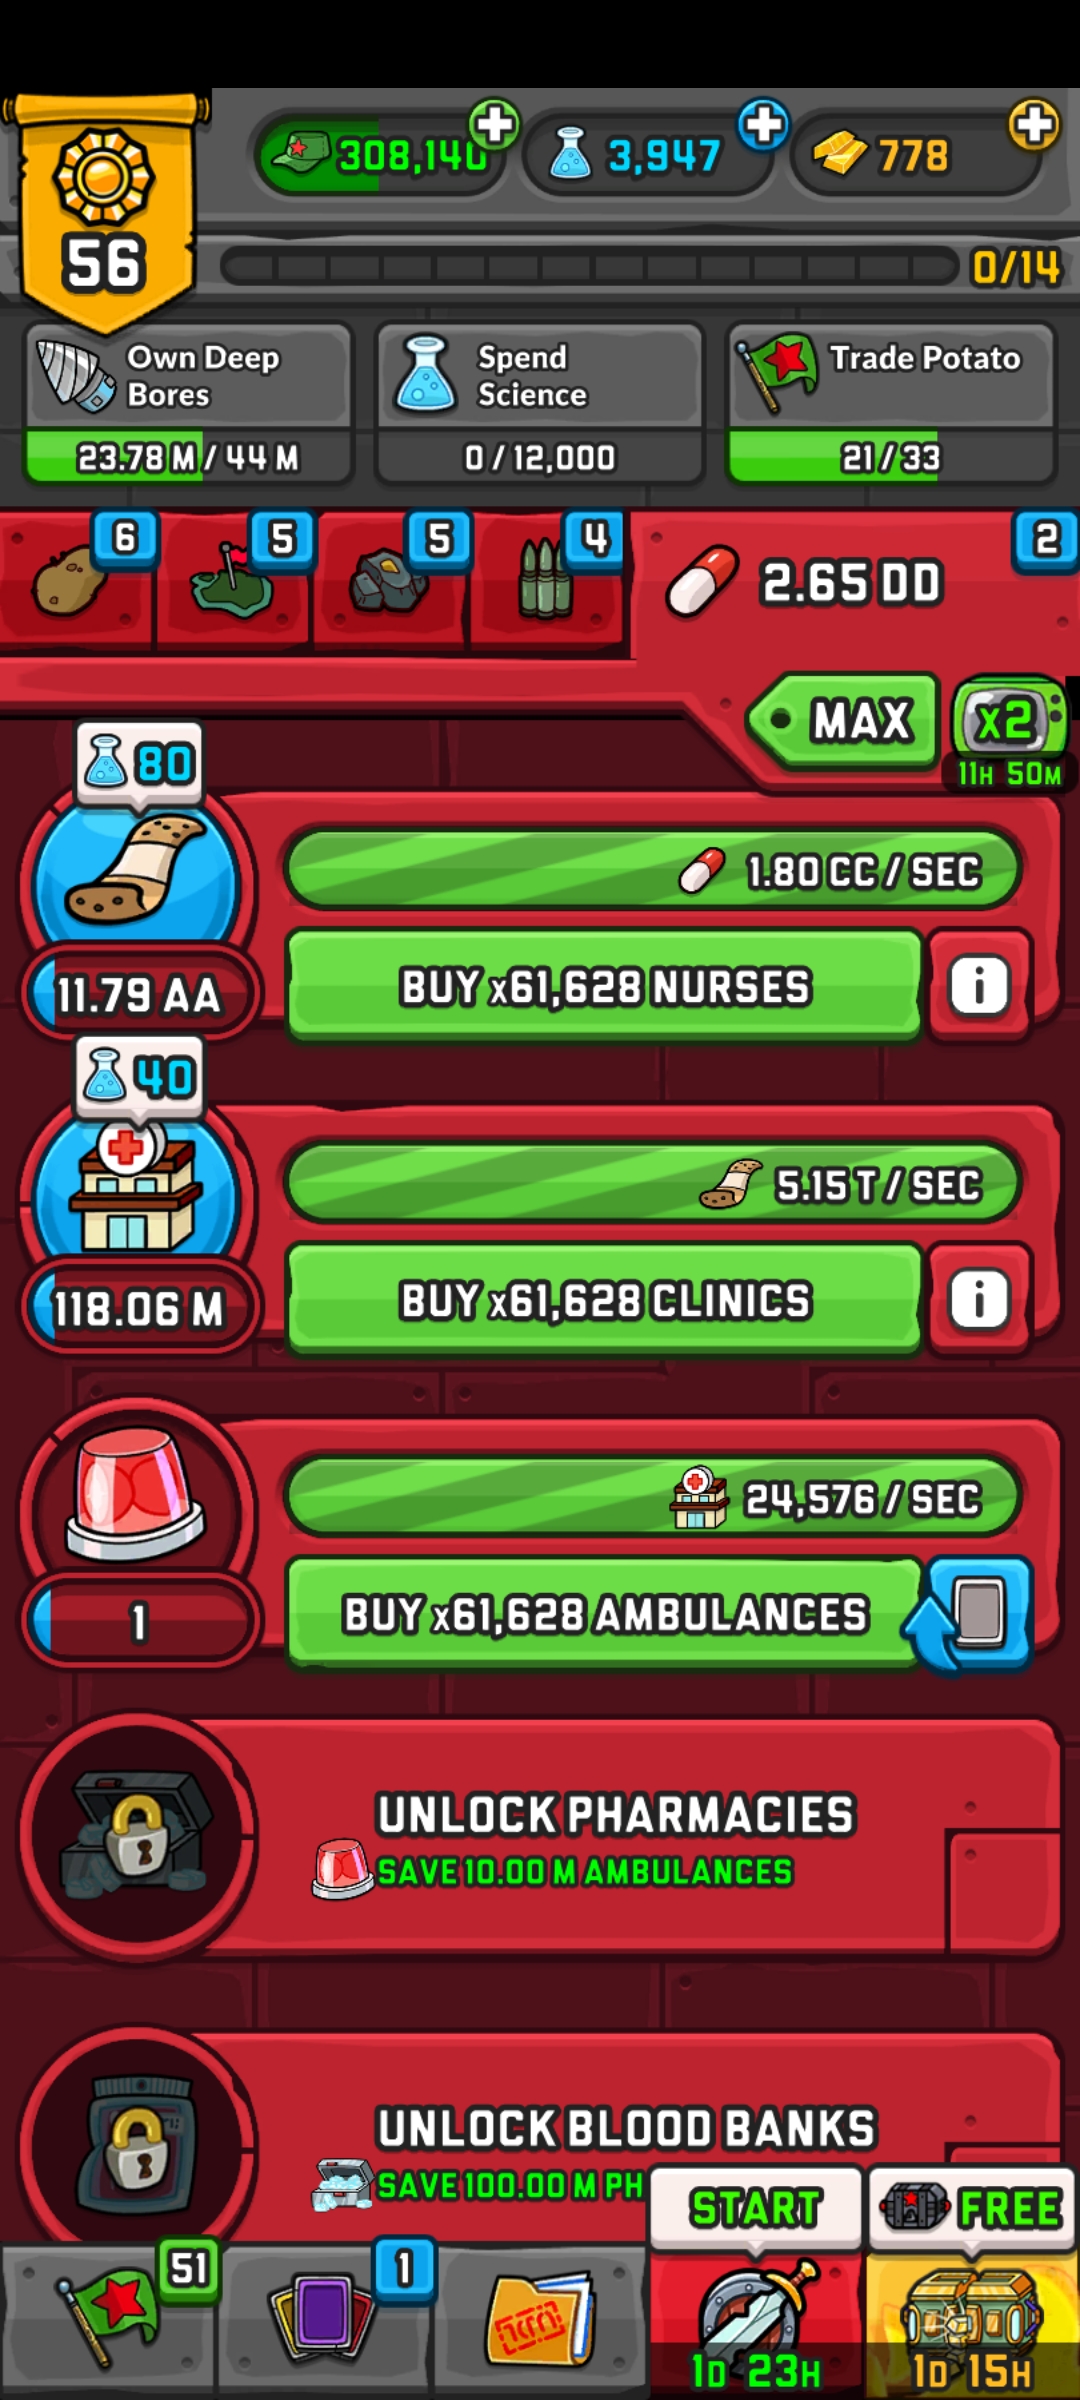 308,140
3,947
778
56
0/14
Own Deep Bores
Spend Science
Trade Potato
23.78 M / 44 M
0 / 12,000
21 / 33
6
5
5
4
2
2.65 DD
MAX
x2
11H 50M
80
1.80 CC / SEC
11.79 AA
BUY x61,628 NURSES
i
40
5.15 T / SEC
118.06 M
BUY x61,628 CLINICS
i
24,576 / SEC
1
BUY x61,628 AMBULANCES
UNLOCK PHARMACIES
SAVE 10.00 M AMBULANCES
UNLOCK BLOOD BANKS
SAVE 100.00 M PH
START
FREE
51
1
1D 23H
1D 15H